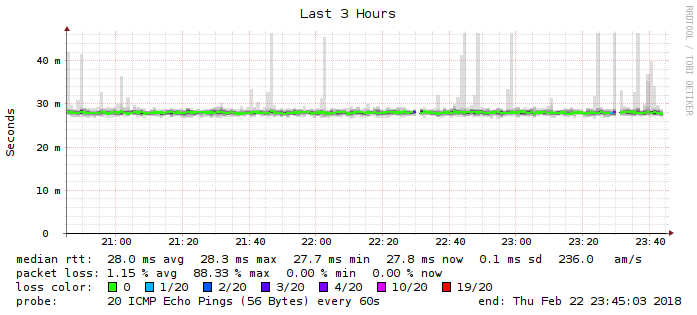 Last 3 Hours
RRDTOOL / TOBI OETIKER
Seconds
40 m
30 m
20 m
10 m
0
21:00 21:20 21:40 22:00 22:20 22:40 23:00 23:20 23:40
median rtt: 28.0 ms avg 28.3 ms max 27.7 ms min 27.8 ms now 0.1 ms sd 236.0 am/s
packet loss: 1.15 % avg 88.33 % max 0.00 % min 0.00 % now
loss color: 0 1/20 2/20 3/20 4/20 10/20 19/20
probe: 20 ICMP Echo Pings (56 Bytes) every 60s end: Thu Feb 22 23:45:03 2018